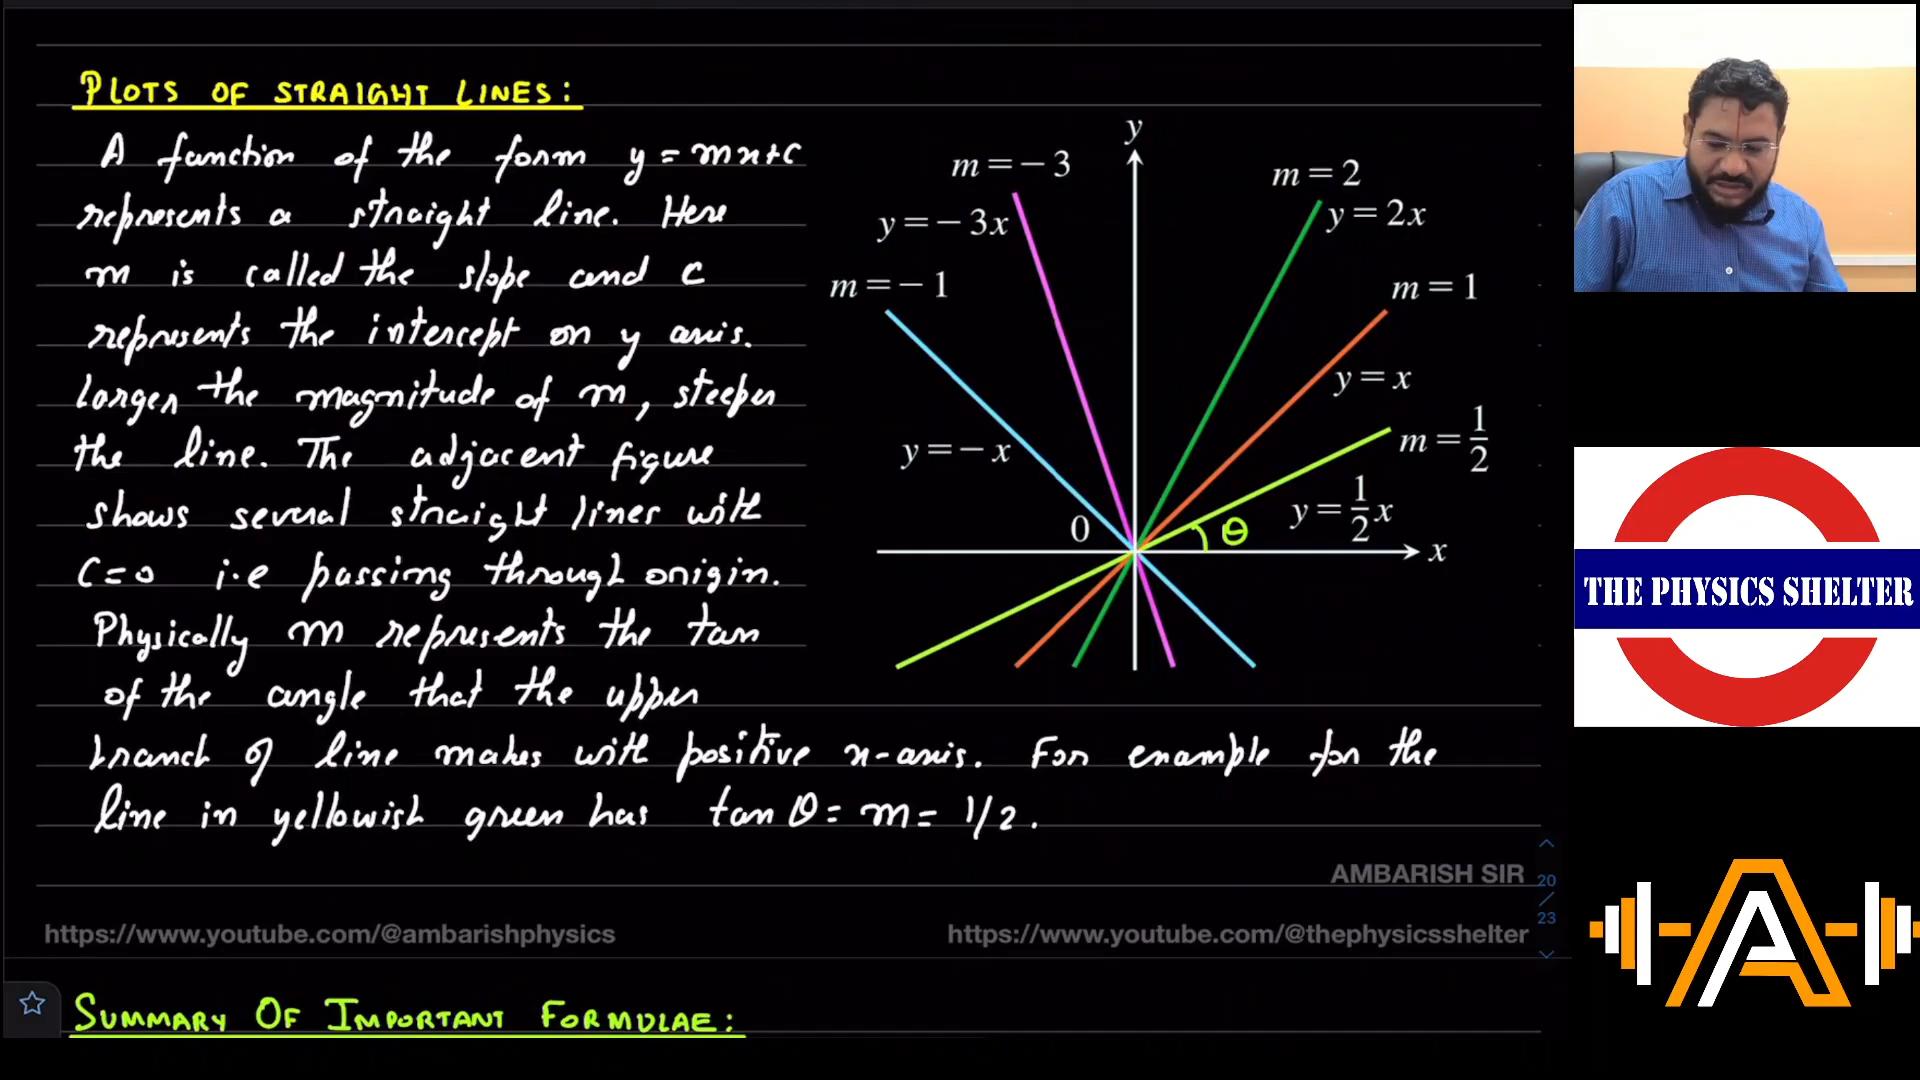 PLOTS OF STRAIGHT LINES:
A function of the form y = mx+c
represents a straight line. Here
m is called the slope and c
represents the intercept on y axis.
Larger the magnitude of m, steeper
the line. The adjacent figure
shows several straight lines with
C=0 i.e passing through origin.
Physically m represents the tan
of the angle that the upper
branch of line makes with positive x-axis. For example for the
line in yellowish green has tan θ = m = 1/2.
y
m = − 3
y = − 3x
m = − 1
y = − x
m = 2
y = 2x
m = 1
y = x
m = 1/2
y = 1/2 x
0
θ
x
AMBARISH SIR
20
/
23
https://www.youtube.com/@ambarishphysics
https://www.youtube.com/@thephysicsshelter
SUMMARY OF IMPORTANT FORMULAE:
THE PHYSICS SHELTER